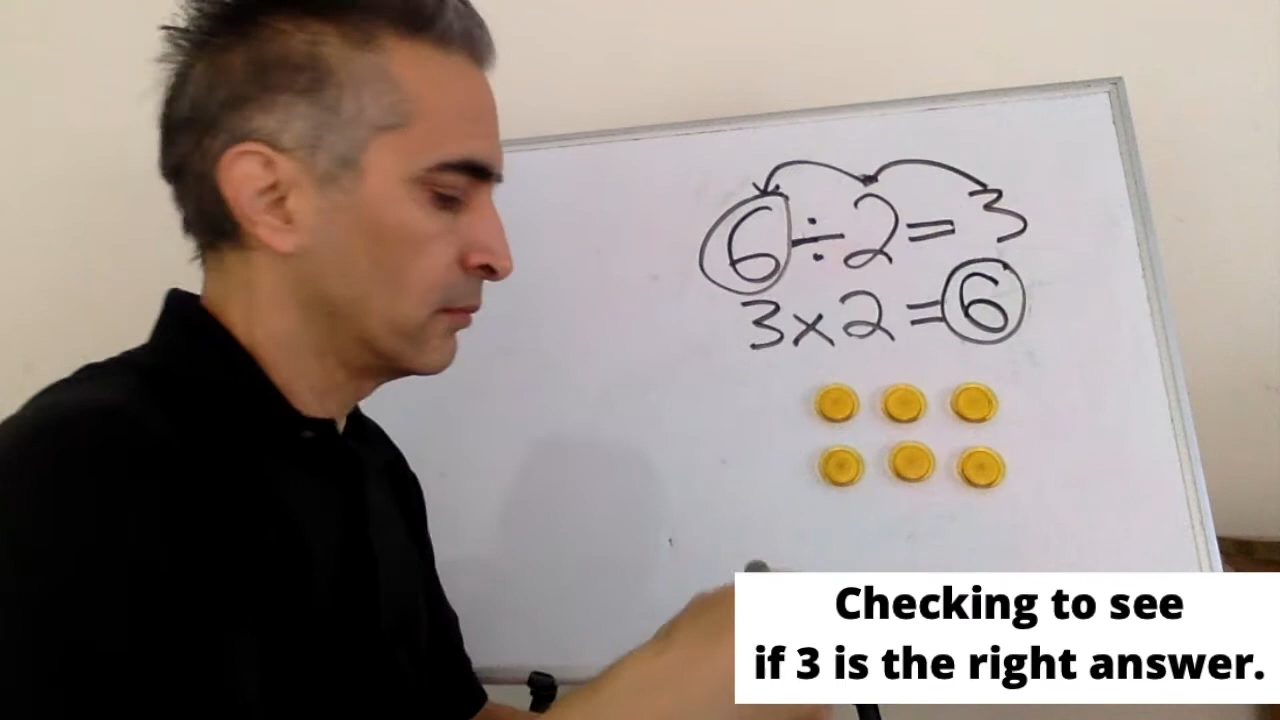 6÷2=3
3x2=6
Checking to see
if 3 is the right answer.